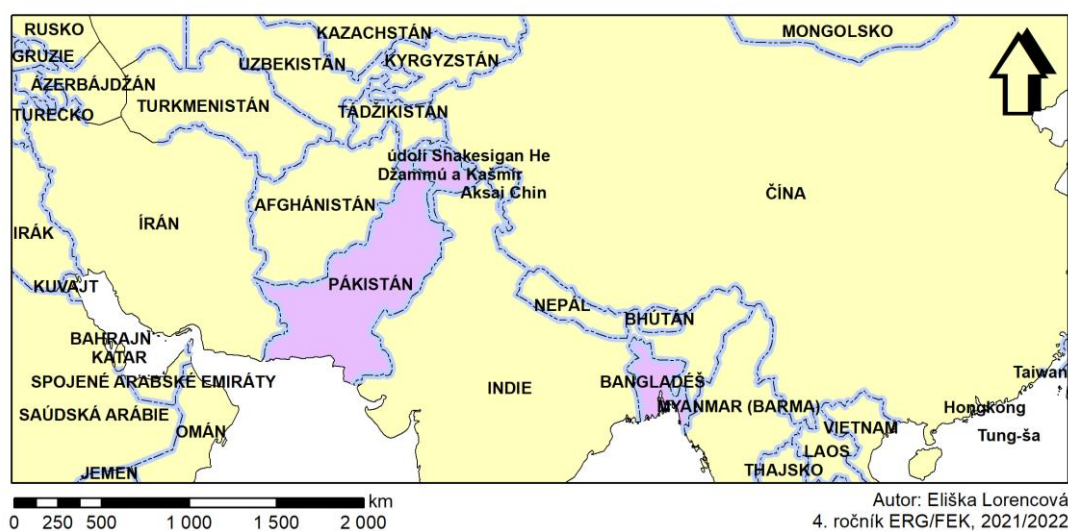 RUSKO
KAZACHSTÁN
MONGOLSKO
GRUZIE
UZBEKISTÁN
KYRGYZSTÁN
ÁZERBÁJDŽÁN
TURKMENISTÁN
TURECKO
TÁDŽIKISTÁN
údolí Shakesigan He
Džammú a Kašmír
Aksai Chin
ČÍNA
AFGHÁNISTÁN
ÍRÁN
IRÁK
KUVAJT
PÁKISTÁN
NEPÁL
BHÚTÁN
BAHRAJN
KATAR
SPOJENÉ ARABSKÉ EMIRÁTY
INDIE
BANGLADÉŠ
Taiwan
SAÚDSKÁ ARÁBIE
MYANMAR (BARMA)
Hongkong
OMÁN
VIETNAM
Tung-ša
LAOS
JEMEN
THAJSKO
km
0 250 500 1 000 1 500 2 000
Autor: Eliška Lorencová
4. ročník ERG/FEK, 2021/2022